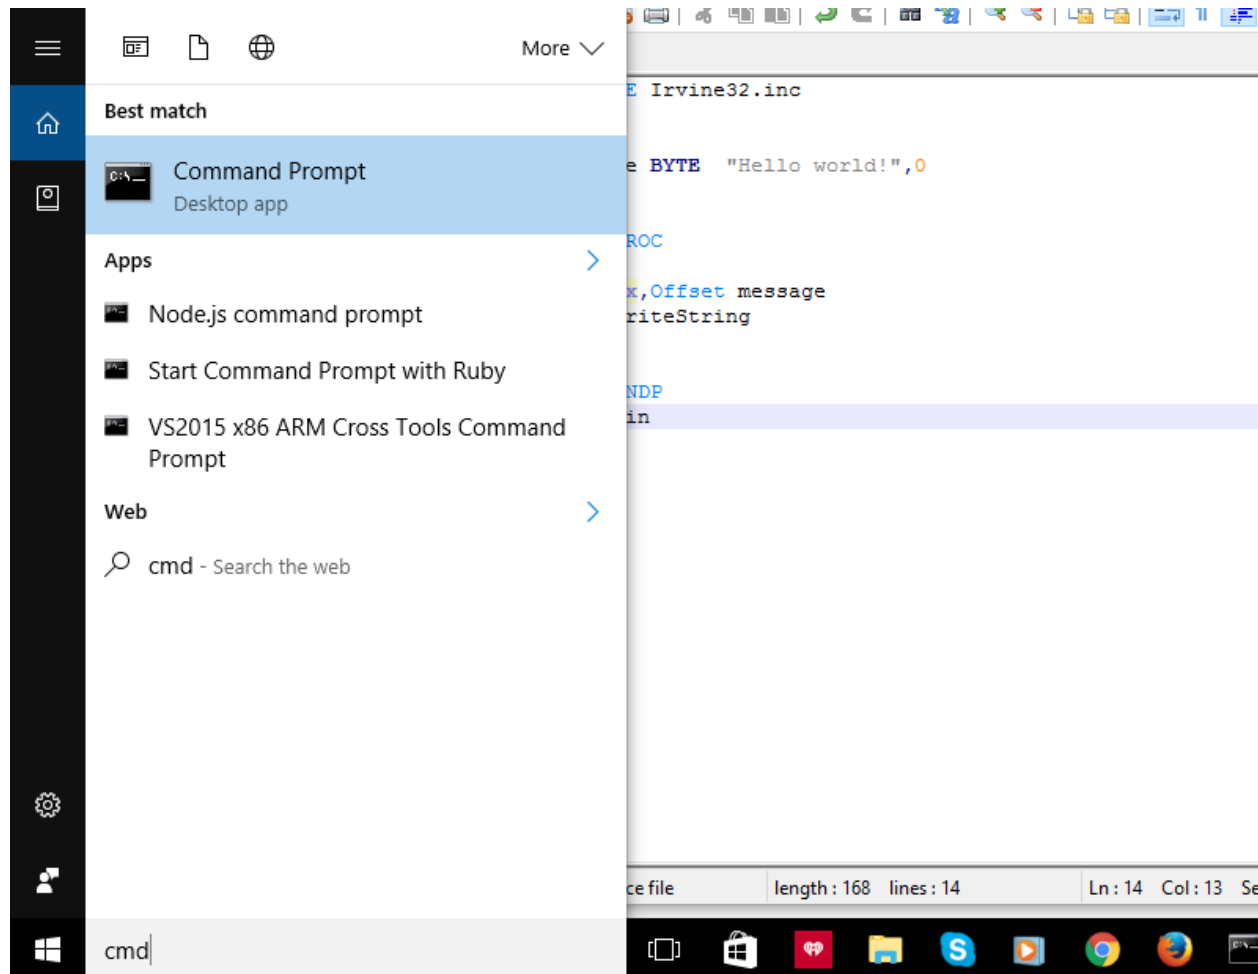 More
Best match
Command Prompt
Desktop app
Apps
Node.js command prompt
Start Command Prompt with Ruby
VS2015 x86 ARM Cross Tools Command
Prompt
Web
cmd - Search the web
cmd
E Irvine32.inc
e BYTE "Hello world!",0
ROC
x,Offset message
riteString
NDP
in
ce file length : 168 lines : 14 Ln : 14 Col : 13 Se